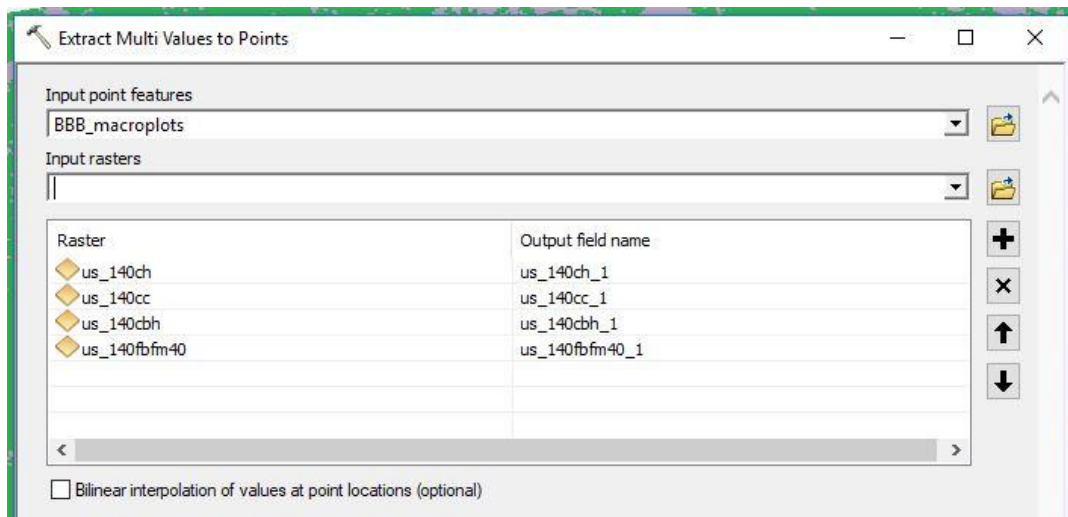 Extract Multi Values to Points
Input point features
BBB_macroplots
Input rasters
Raster Output field name
us_140ch us_140ch_1
us_140cc us_140cc_1
us_140cbh us_140cbh_1
us_140fbfm40 us_140fbfm40_1
Bilinear interpolation of values at point locations (optional)